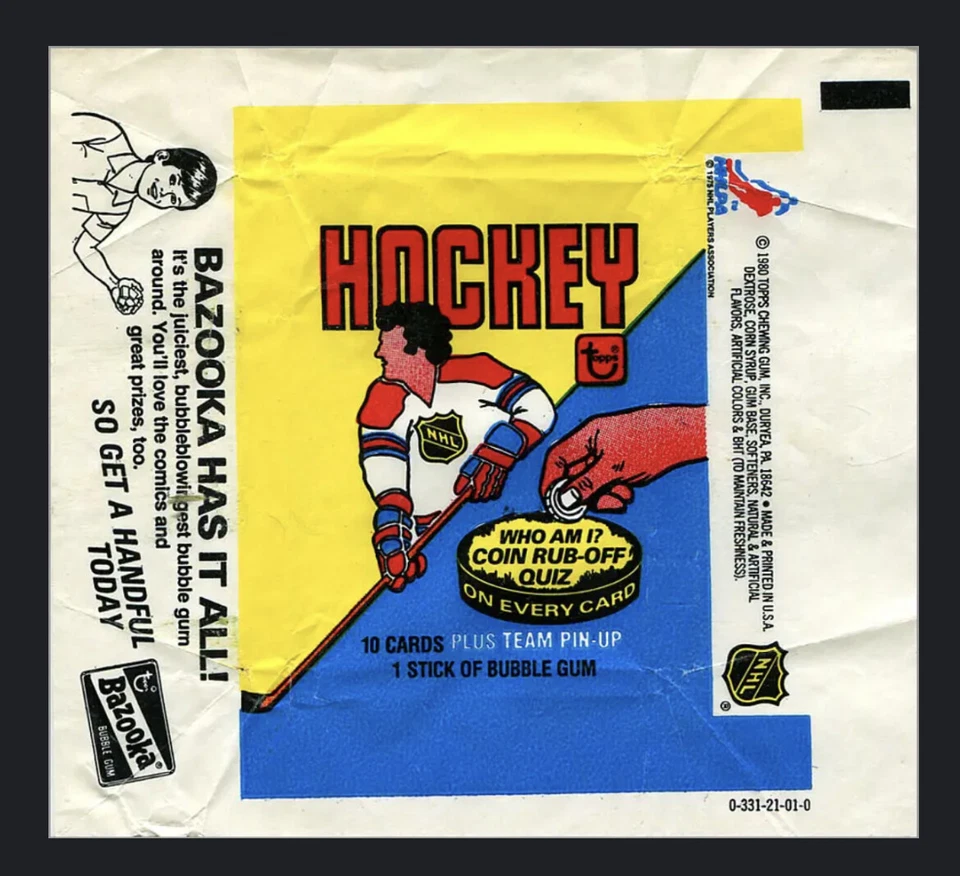 HOCKEY
topps®
NHL
WHO AM I?
COIN RUB-OFF
QUIZ
ON EVERY CARD
10 CARDS PLUS TEAM PIN-UP
1 STICK OF BUBBLE GUM
BAZOOKA HAS IT ALL!
It's the juiciest, bubbleblowingest bubble gum
around. You'll love the comics and
great prizes, too.
SO GET A HANDFUL
TODAY
topps
Bazooka®
BUBBLE GUM
NHLPA TM
© 1975 NHL PLAYERS ASSOCIATION
© 1980 TOPPS CHEWING GUM, INC., DURYEA, PA. 18642 • MADE & PRINTED IN U.S.A.
DEXTROSE, CORN SYRUP, GUM BASE, SOFTENERS, NATURAL & ARTIFICIAL
FLAVORS, ARTIFICIAL COLORS & BHT (TO MAINTAIN FRESHNESS).
NHL
®
0-331-21-01-0